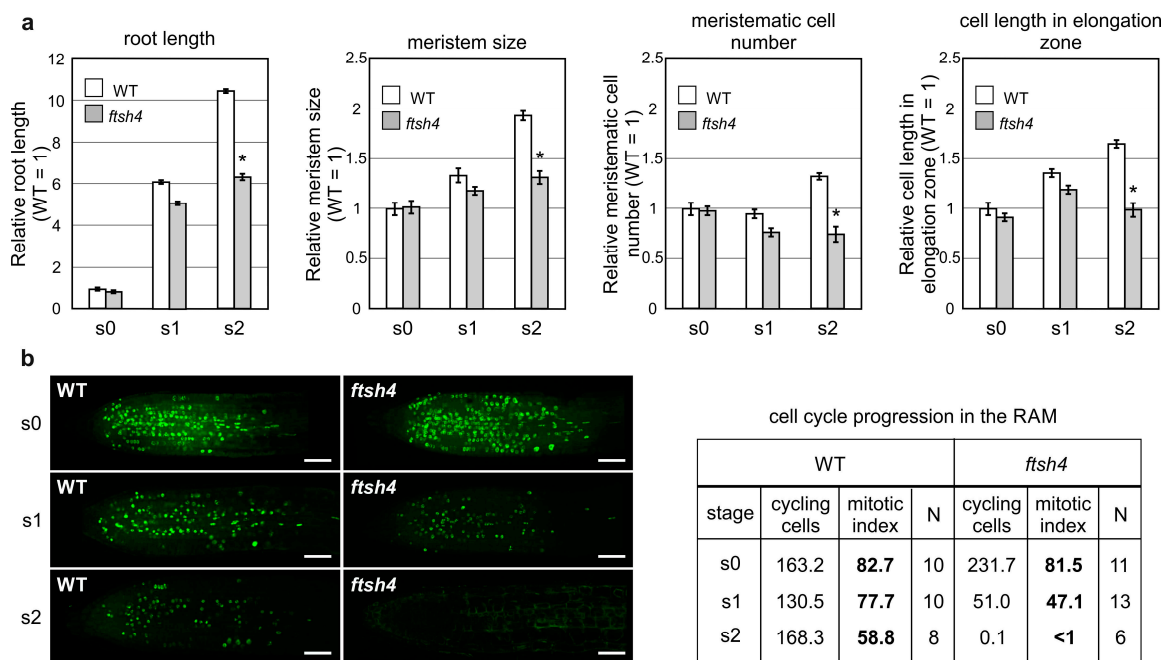 a
root length
Relative root length
(WT = 1)
12
10
8
6
4
2
0
WT
ftsh4
*
s0 s1 s2
meristem size
Relative meristem size
(WT = 1)
2.5
2
1.5
1
0.5
0
WT
ftsh4
*
s0 s1 s2
meristematic cell
number
Relative meristematic cell
number (WT = 1)
2.5
2
1.5
1
0.5
0
WT
ftsh4
*
s0 s1 s2
cell length in elongation
zone
Relative cell length in
elongation zone (WT = 1)
2.5
2
1.5
1
0.5
0
WT
ftsh4
*
s0 s1 s2
b
s0 WT ftsh4
s1 WT ftsh4
s2 WT ftsh4
cell cycle progression in the RAM
WT ftsh4
stage cycling cells mitotic index N cycling cells mitotic index N
s0 163.2 82.7 10 231.7 81.5 11
s1 130.5 77.7 10 51.0 47.1 13
s2 168.3 58.8 8 0.1 <1 6